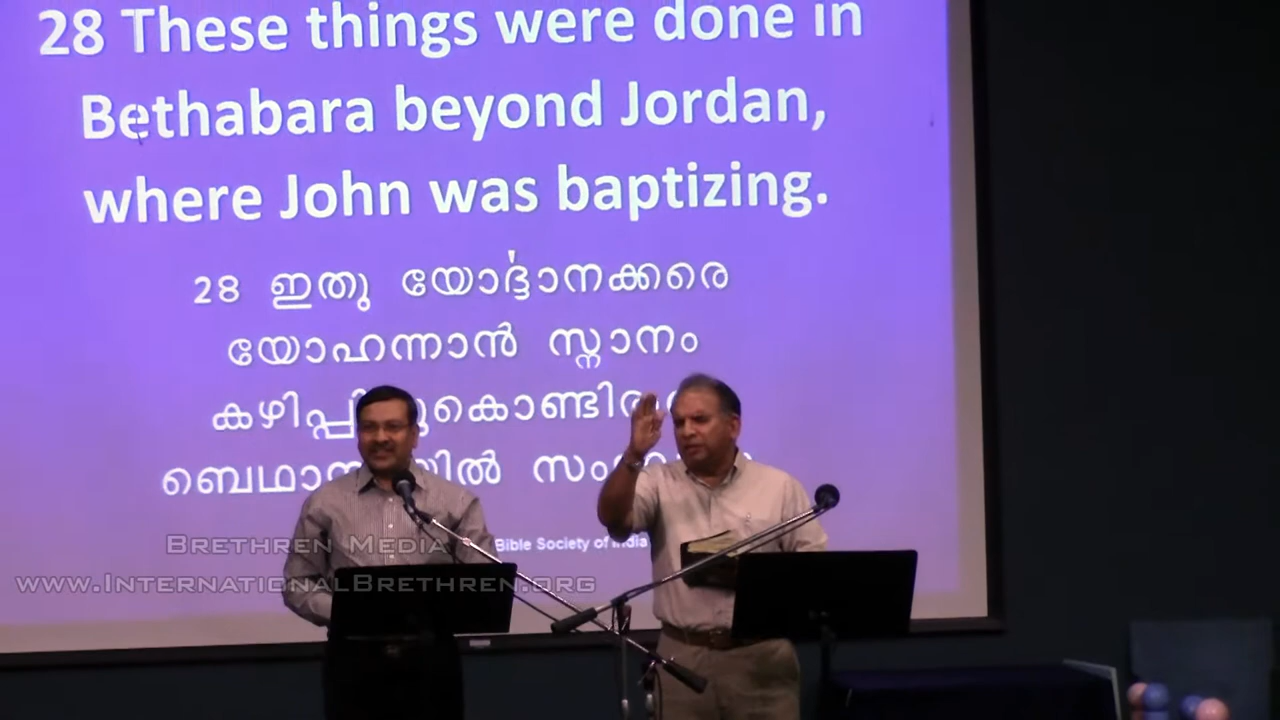 28 These things were done in
Bethabara beyond Jordan,
where John was baptizing.
28 ഇതു യോൎദ്ദാനക്കരെ
യോഹന്നാൻ സ്നാനം
Bible Society of India
Brethren Media
www.InternationalBrethren.org